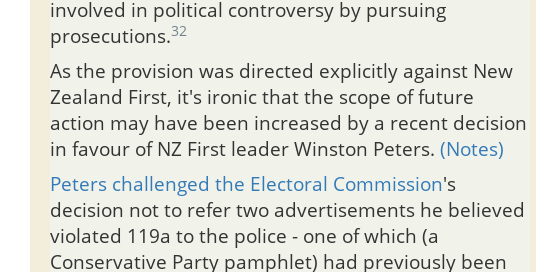 involved in political controversy by pursuing
prosecutions.32
As the provision was directed explicitly against New
Zealand First, it's ironic that the scope of future
action may have been increased by a recent decision
in favour of NZ First leader Winston Peters. (Notes)
Peters challenged the Electoral Commission's
decision not to refer two advertisements he believed
violated 119a to the police - one of which (a
Conservative Party pamphlet) had previously been